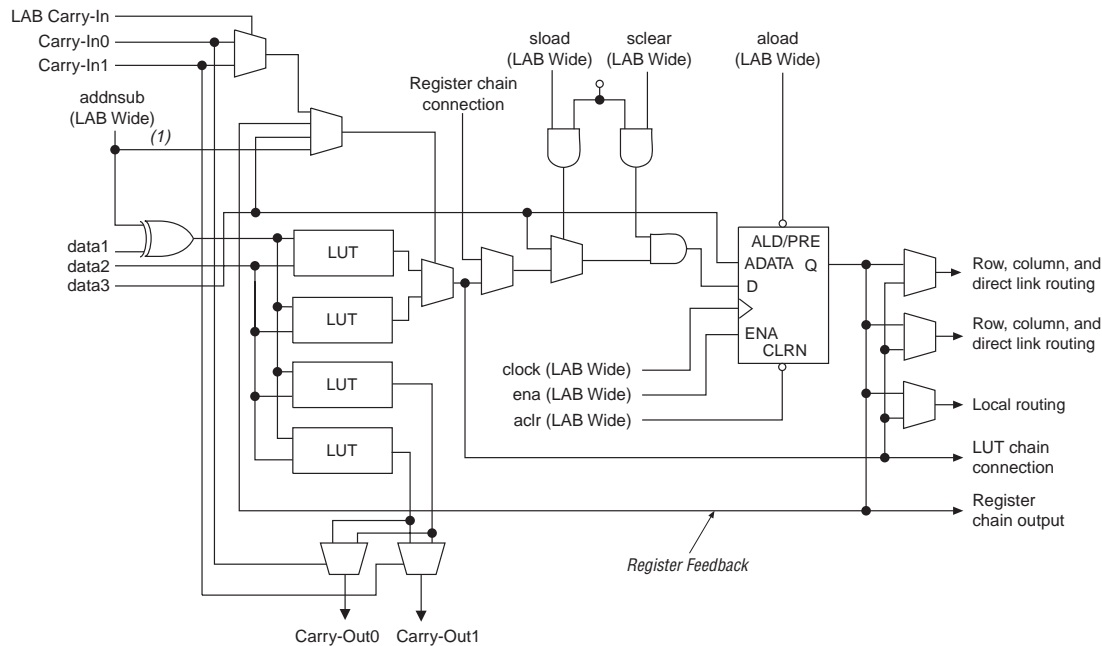 LAB Carry-In
Carry-In0
Carry-In1
addnsub
(LAB Wide)
(1)
Register chain
connection
sload
(LAB Wide)
sclear
(LAB Wide)
aload
(LAB Wide)
data1
data2
data3
LUT
LUT
LUT
LUT
ALD/PRE
ADATA
Q
D
ENA
CLRN
clock (LAB Wide)
ena (LAB Wide)
aclr (LAB Wide)
Row, column, and
direct link routing
Row, column, and
direct link routing
Local routing
LUT chain
connection
Register
chain output
Register Feedback
Carry-Out0
Carry-Out1